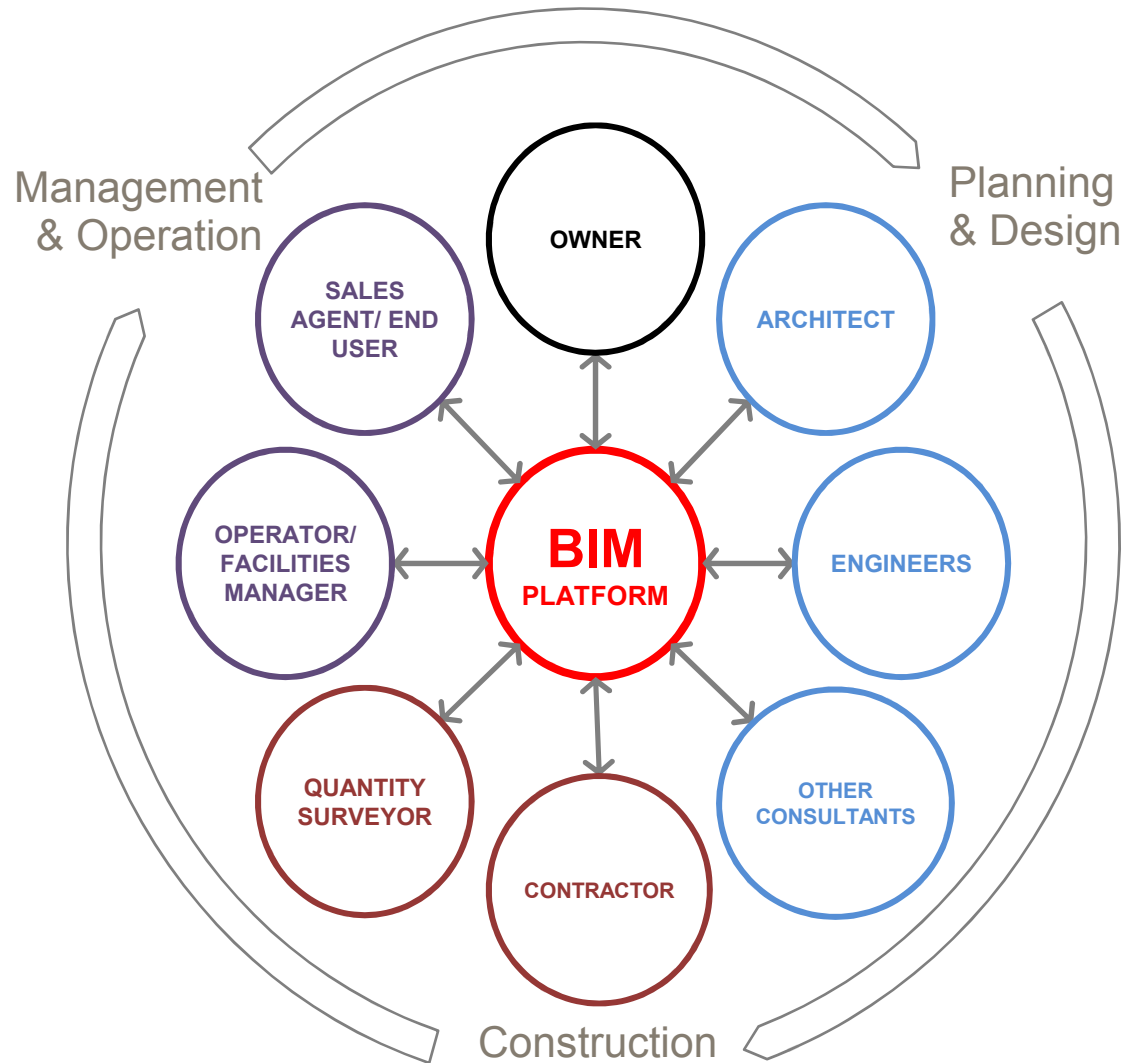 Management
& Operation
Planning
& Design
OWNER
SALES
AGENT/ END
USER
ARCHITECT
OPERATOR/
FACILITIES
MANAGER
BIM
PLATFORM
ENGINEERS
QUANTITY
SURVEYOR
OTHER
CONSULTANTS
CONTRACTOR
Construction